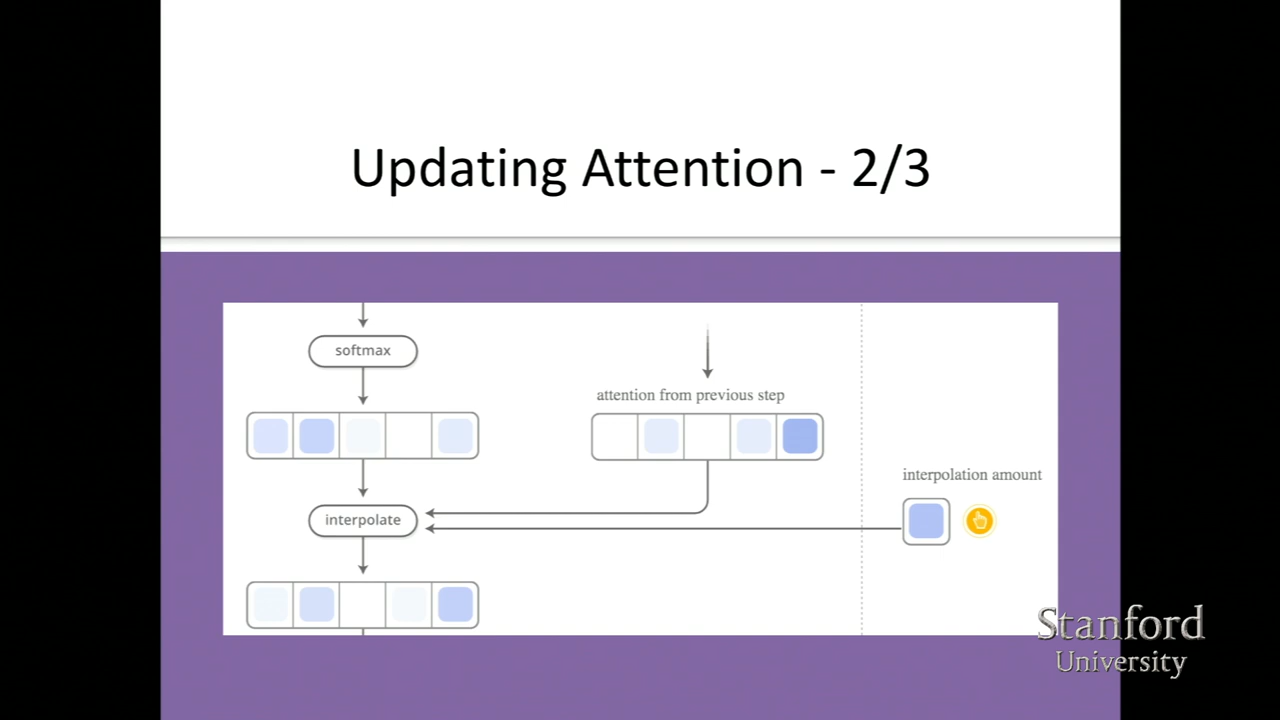 Updating Attention - 2/3
softmax
attention from previous step
interpolation amount
interpolate
Stanford
University